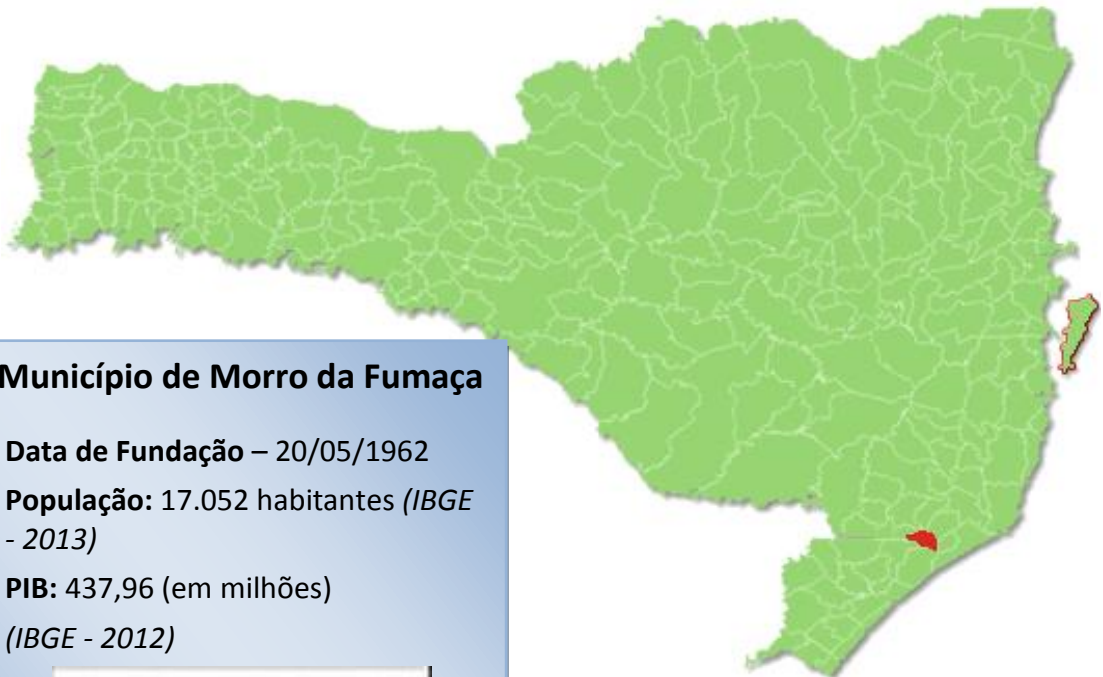 Município de Morro da Fumaça
Data de Fundação – 20/05/1962
População: 17.052 habitantes (IBGE
- 2013)
PIB: 437,96 (em milhões)
(IBGE - 2012)